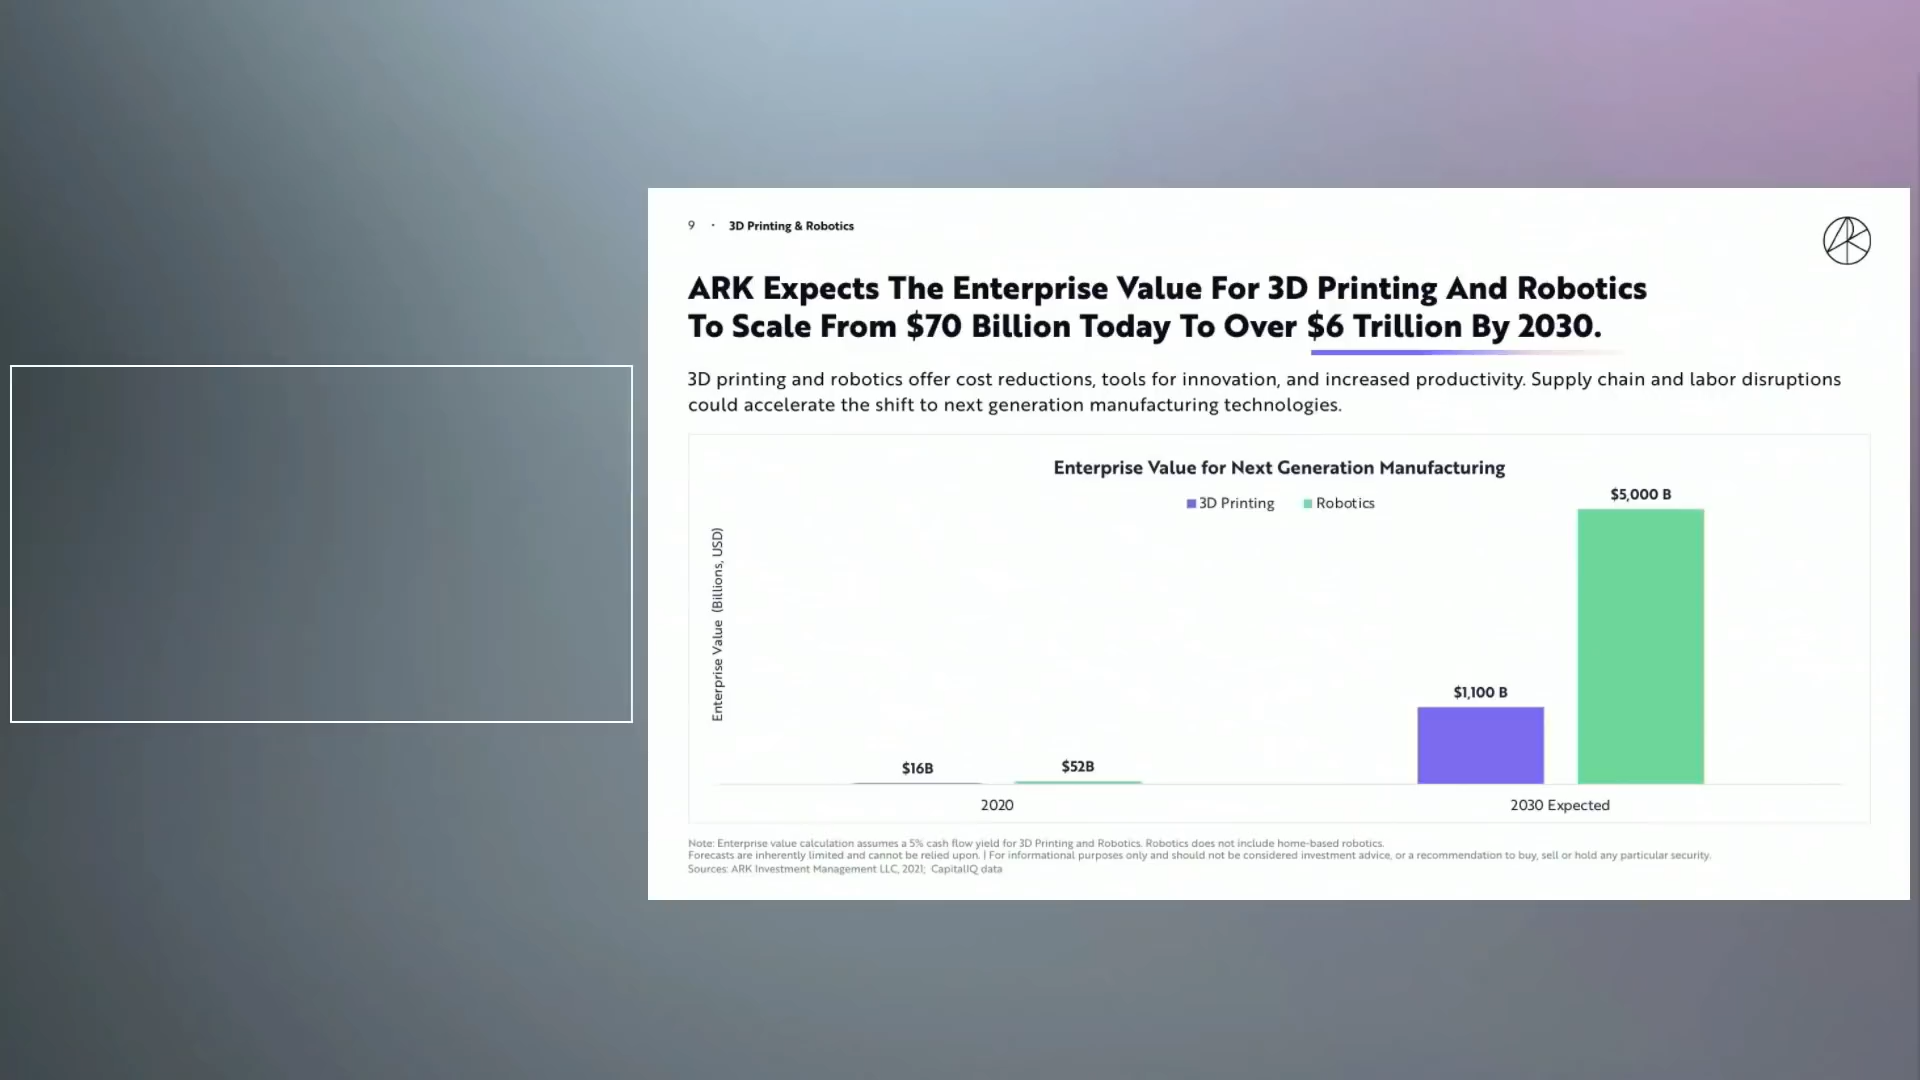 9 · 3D Printing & Robotics
ARK Expects The Enterprise Value For 3D Printing And Robotics
To Scale From $70 Billion Today To Over $6 Trillion By 2030.
3D printing and robotics offer cost reductions, tools for innovation, and increased productivity. Supply chain and labor disruptions
could accelerate the shift to next generation manufacturing technologies.
Enterprise Value for Next Generation Manufacturing
3D Printing Robotics
Enterprise Value (Billions, USD)
$16B
$52B
$1,100 B
$5,000 B
2020
2030 Expected
Note: Enterprise value calculation assumes a 5% cash flow yield for 3D Printing and Robotics. Robotics does not include home-based robotics.
Forecasts are inherently limited and cannot be relied upon. | For informational purposes only and should not be considered investment advice, or a recommendation to buy, sell or hold any particular security.
Sources: ARK Investment Management LLC, 2021; CapitalIQ data